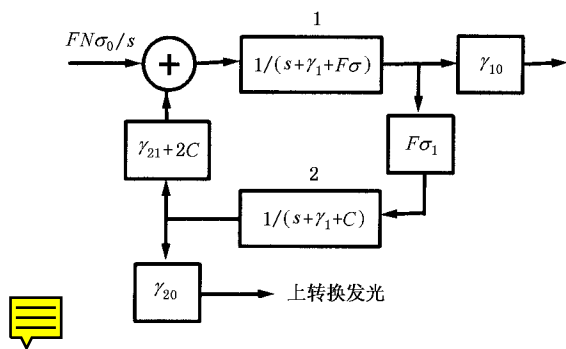 1
FNσ₀/s
+
1/(s+γ₁+Fσ)
γ₁₀
γ₂₁+2C
Fσ₁
2
1/(s+γ₁+C)
γ₂₀
上转换发光